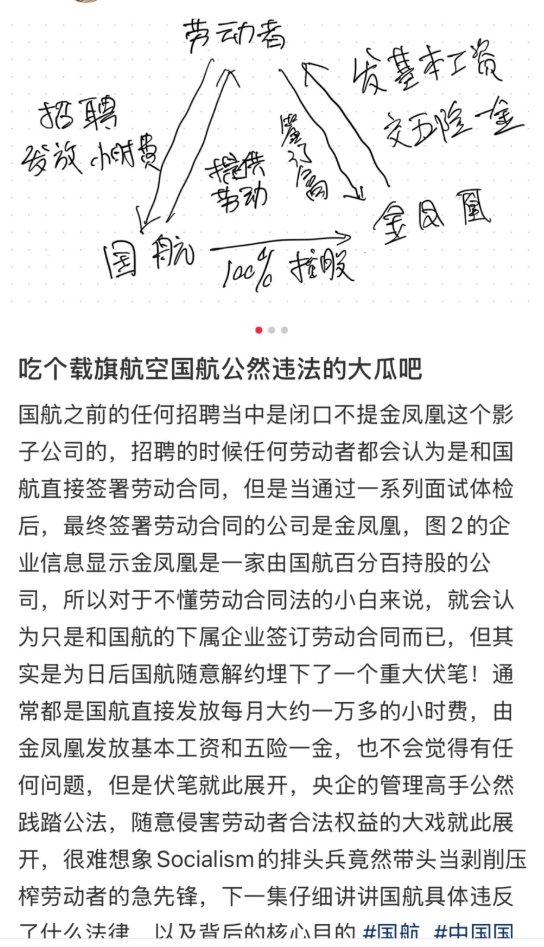 劳动者
招聘
发放小时费
提供
劳动
签订合同
发基本工资
交五险一金
国航
100%控股
金凤凰
吃个载旗航空国航公然违法的大瓜吧
国航之前的任何招聘当中是闭口不提金凤凰这个影
子公司的，招聘的时候任何劳动者都会认为是和国
航直接签署劳动合同，但是当通过一系列面试体检
后，最终签署劳动合同的公司是金凤凰，图2的企
业信息显示金凤凰是一家由国航百分百持股的公
司，所以对于不懂劳动合同法的小白来说，就会认
为只是和国航的下属企业签订劳动合同而已，但其
实是为日后国航随意解约埋下了一个重大伏笔！通
常都是国航直接发放每月大约一万多的小时费，由
金凤凰发放基本工资和五险一金，也不会觉得有任
何问题，但是伏笔就此展开，央企的管理高手公然
践踏公法，随意侵害劳动者合法权益的大戏就此展
开，很难想象Socialism的排头兵竟然带头当剥削压
榨劳动者的急先锋，下一集仔细讲讲国航具体违反
了什么法律，以及背后的核心目的 #国航 #中国国